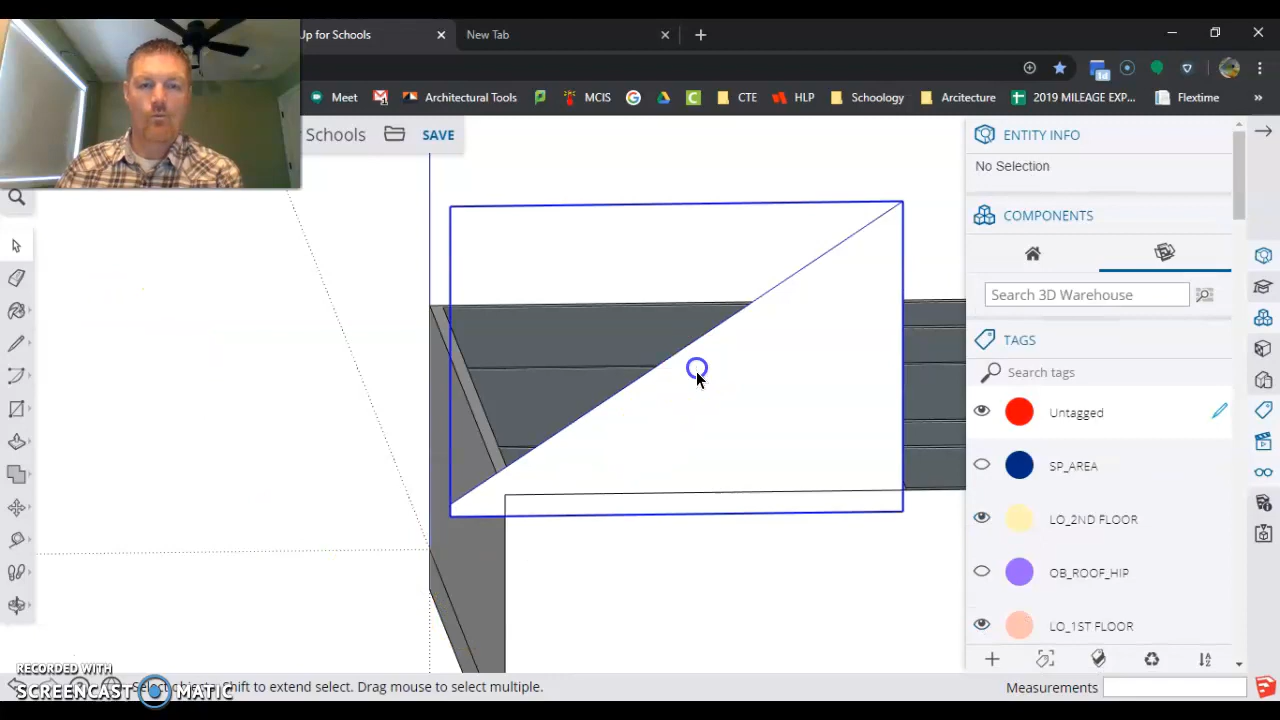 Up for Schools
New Tab
Meet
Architectural Tools
MCIS
CTE
HLP
Schoology
Arcitecture
2019 MILEAGE EXP...
Flextime
»
Schools
SAVE
ENTITY INFO
No Selection
COMPONENTS
Search 3D Warehouse
TAGS
Search tags
Untagged
SP_AREA
LO_2ND FLOOR
OB_ROOF_HIP
LO_1ST FLOOR
RECORDED WITH
SCREENCAST MATIC
Select objects. Shift to extend select. Drag mouse to select multiple.
Measurements